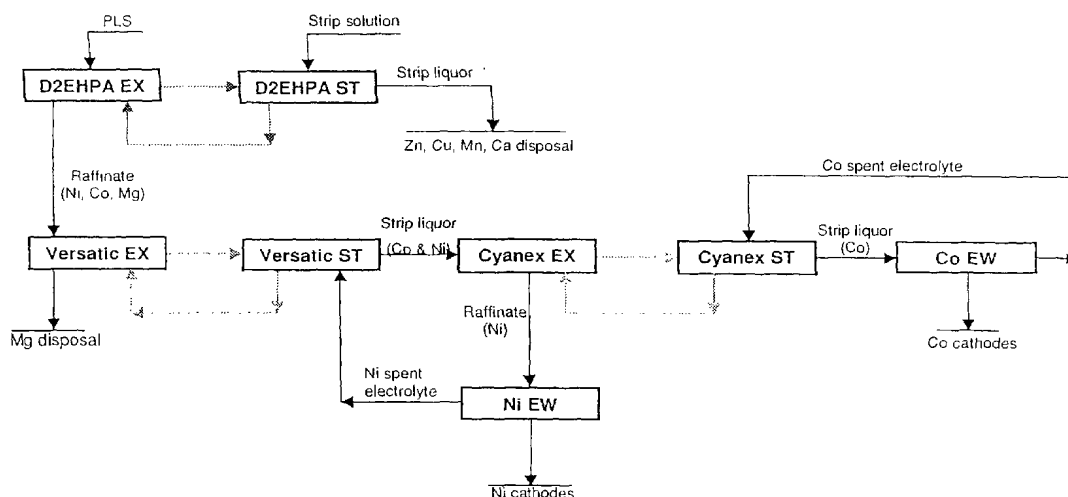 PLS
Strip solution
D2EHPA EX
D2EHPA ST
Strip liquor
Zn, Cu, Mn, Ca disposal
Raffinate
(Ni, Co, Mg)
Co spent electrolyte
Versatic EX
Versatic ST
Strip liquor
(Co & Ni)
Cyanex EX
Cyanex ST
Strip liquor
(Co)
Co EW
Mg disposal
Raffinate
(Ni)
Co cathodes
Ni spent
electrolyte
Ni EW
Ni cathodes